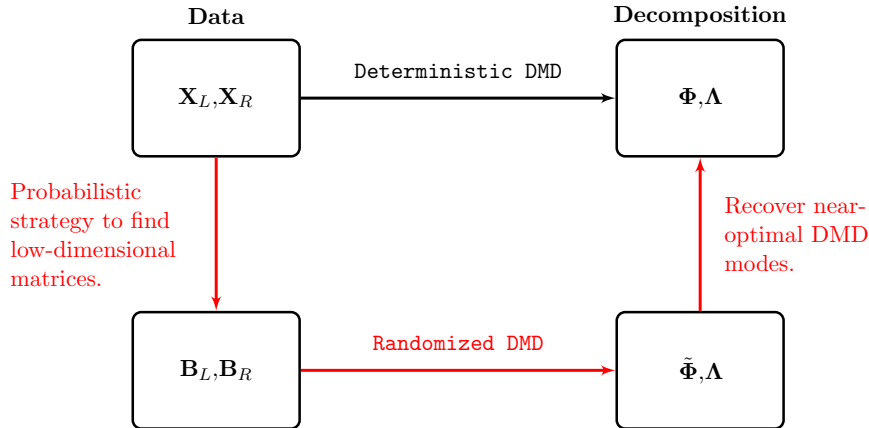 Data
Decomposition
X_L,X_R
Deterministic DMD
Φ,Λ
Probabilistic
strategy to find
low-dimensional
matrices.
Recover near-
optimal DMD
modes.
B_L,B_R
Randomized DMD
Φ̃,Λ